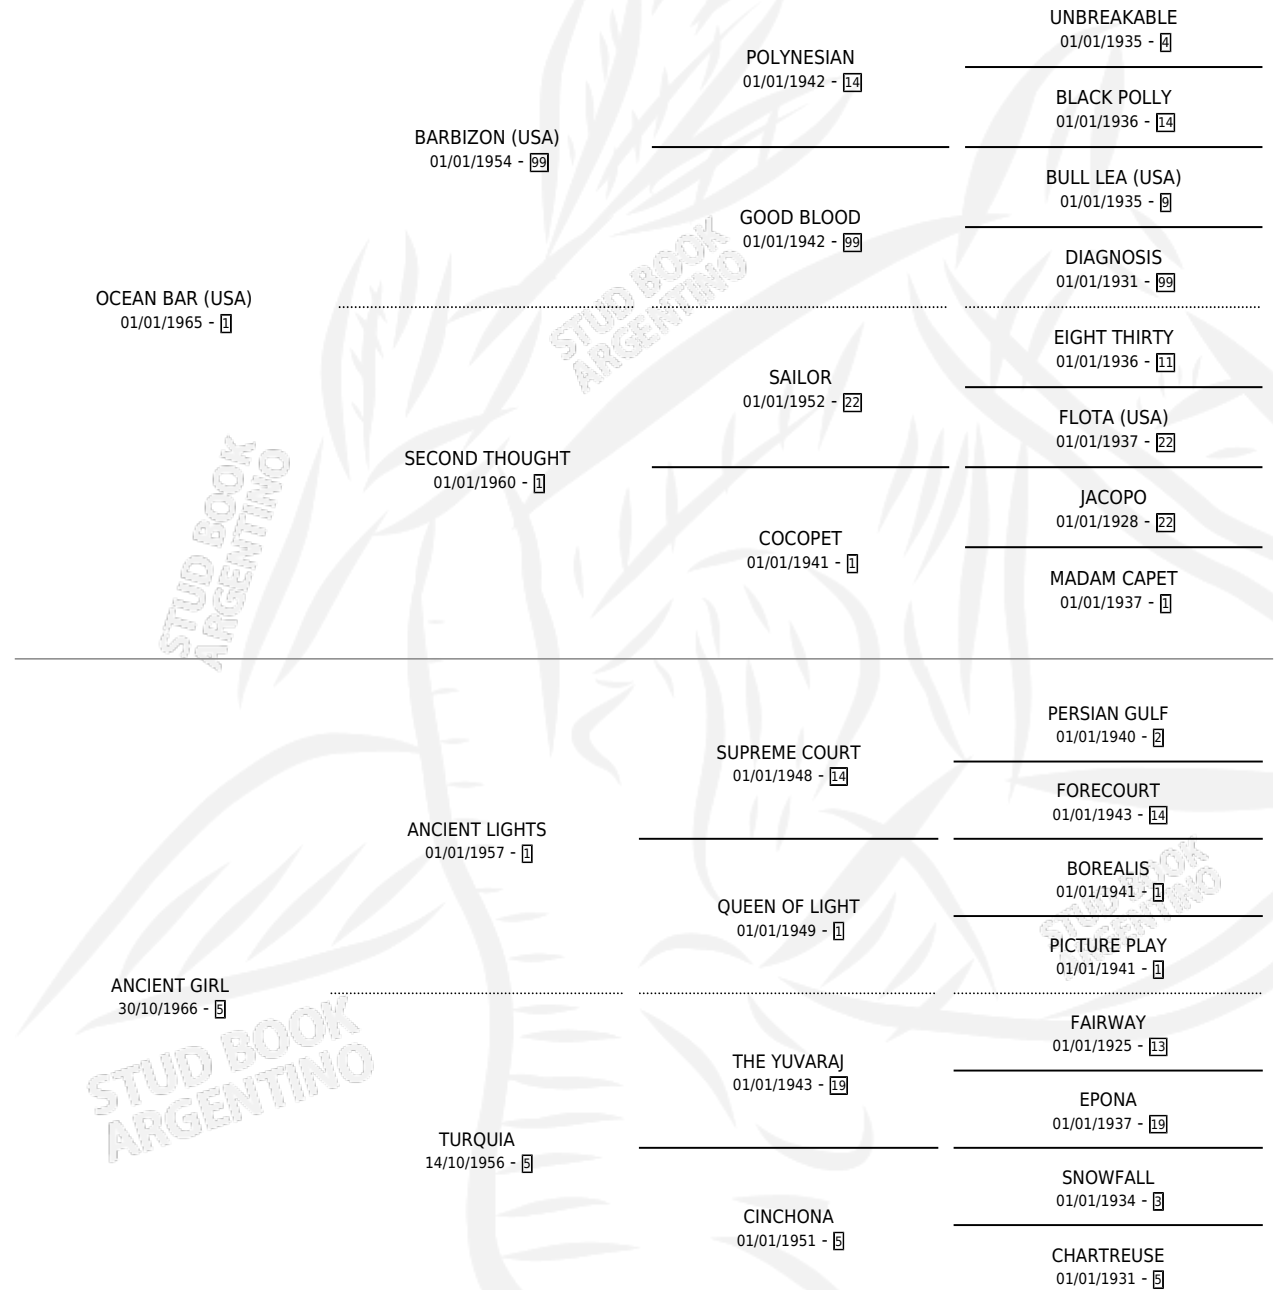 UNBREAKABLE
01/01/1935 - 4
POLYNESIAN
01/01/1942 - 14
BLACK POLLY
01/01/1936 - 14
BARBIZON (USA)
01/01/1954 - 99
BULL LEA (USA)
01/01/1935 - 9
GOOD BLOOD
01/01/1942 - 99
DIAGNOSIS
01/01/1931 - 99
OCEAN BAR (USA)
01/01/1965 - 1
STUD BOOK
ARGENTINO
EIGHT THIRTY
01/01/1936 - 11
SAILOR
01/01/1952 - 22
FLOTA (USA)
01/01/1937 - 22
SECOND THOUGHT
01/01/1960 - 1
JACOPO
01/01/1928 - 22
COCOPET
01/01/1941 - 1
MADAM CAPET
01/01/1937 - 1
STUD BOOK
ARGENTINO
PERSIAN GULF
01/01/1940 - 2
SUPREME COURT
01/01/1948 - 14
FORECOURT
01/01/1943 - 14
ANCIENT LIGHTS
01/01/1957 - 1
BOREALIS
01/01/1941 - 1
QUEEN OF LIGHT
01/01/1949 - 1
STUD BOOK
ARGENTINO
PICTURE PLAY
01/01/1941 - 1
ANCIENT GIRL
30/10/1966 - 5
FAIRWAY
01/01/1925 - 13
THE YUVARAJ
01/01/1943 - 19
STUD BOOK
ARGENTINO
EPONA
01/01/1937 - 19
TURQUIA
14/10/1956 - 5
SNOWFALL
01/01/1934 - 3
CINCHONA
01/01/1951 - 5
CHARTREUSE
01/01/1931 - 5